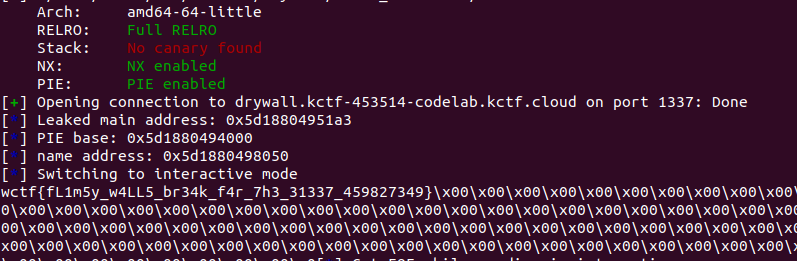 Arch:     amd64-64-little
RELRO:    Full RELRO
Stack:    No canary found
NX:       NX enabled
PIE:      PIE enabled
[+] Opening connection to drywall.kctf-453514-codelab.kctf.cloud on port 1337: Done
[*] Leaked main address: 0x5d18804951a3
[*] PIE base: 0x5d1880494000
[*] name address: 0x5d1880498050
[*] Switching to interactive mode
wctf{fL1m5y_w4LL5_br34k_f4r_7h3_31337_459827349}\x00\x00\x00\x00\x00\x00\x00\x00\x00\x00\x00\
0\x00\x00\x00\x00\x00\x00\x00\x00\x00\x00\x00\x00\x00\x00\x00\x00\x00\x00\x00\x00\x00\x00\x00
00\x00\x00\x00\x00\x00\x00\x00\x00\x00\x00\x00\x00\x00\x00\x00\x00\x00\x00\x00\x00\x00\x00\x0
x00\x00\x00\x00\x00\x00\x00\x00\x00\x00\x00\x00\x00\x00\x00\x00\x00\x00\x00\x00\x00\x00\x00\x